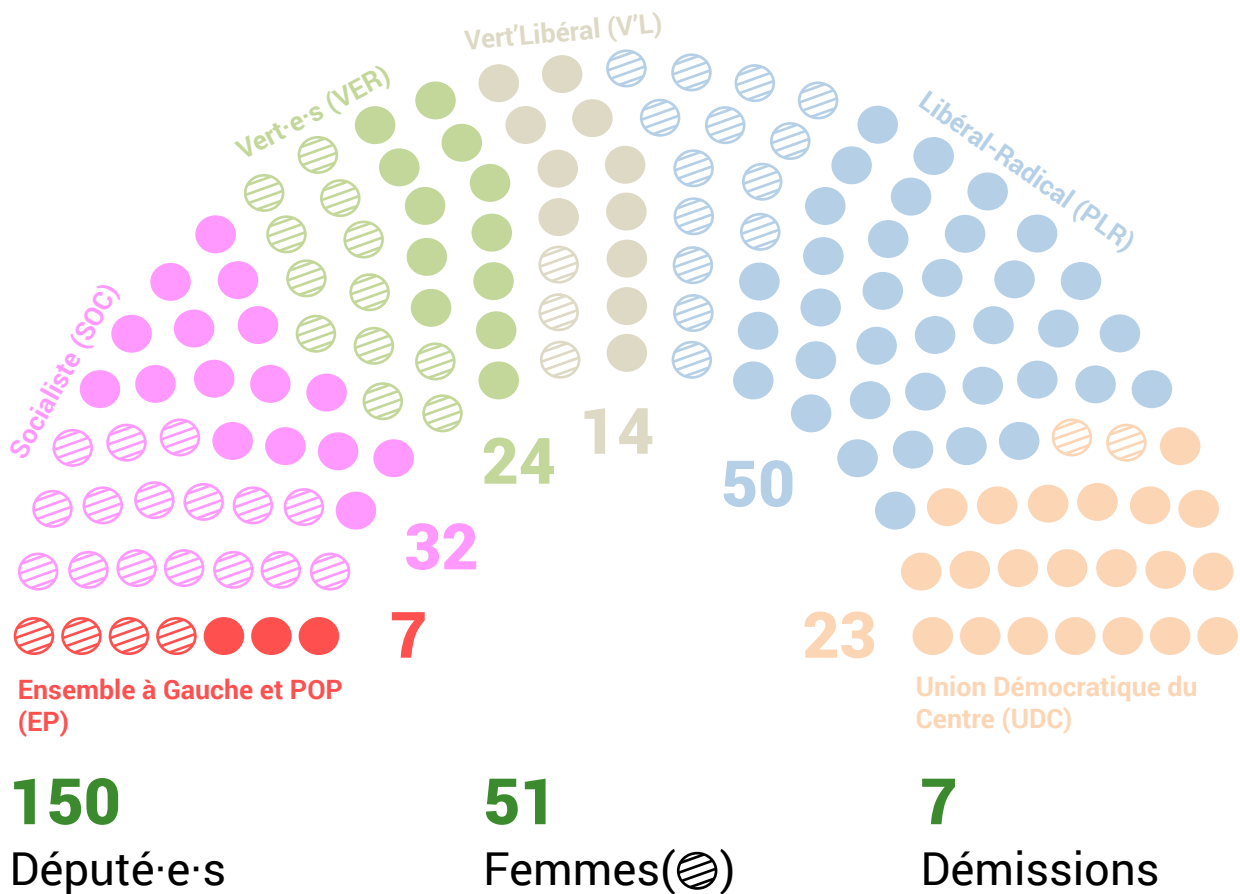 Vert'Libéral (V'L)
Vert·e·s (VER)
Libéral-Radical (PLR)
Socialiste (SOC)
14
24
50
32
7
23
Ensemble à Gauche et POP
(EP)
Union Démocratique du
Centre (UDC)
150
51
7
Député·e·s
Femmes()
Démissions